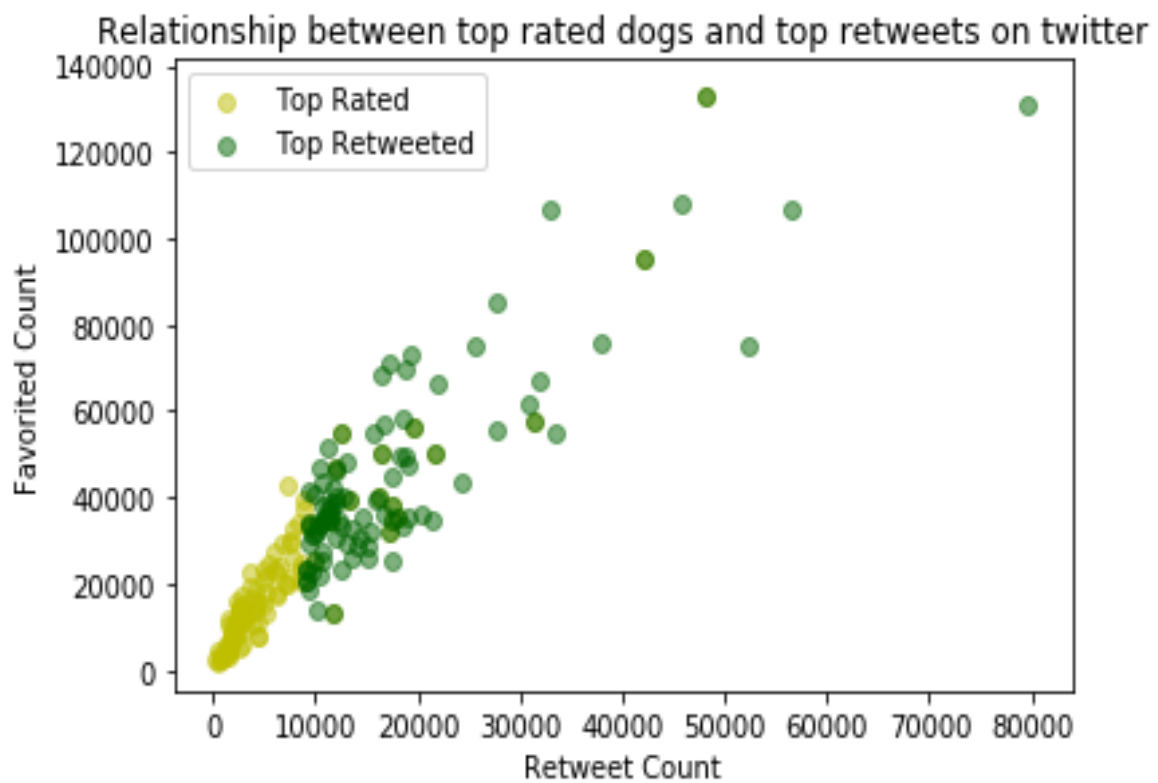 Relationship between top rated dogs and top retweets on twitter
Top Rated
Top Retweeted
Favorited Count
140000
120000
100000
80000
60000
40000
20000
0
0 10000 20000 30000 40000 50000 60000 70000 80000
Retweet Count